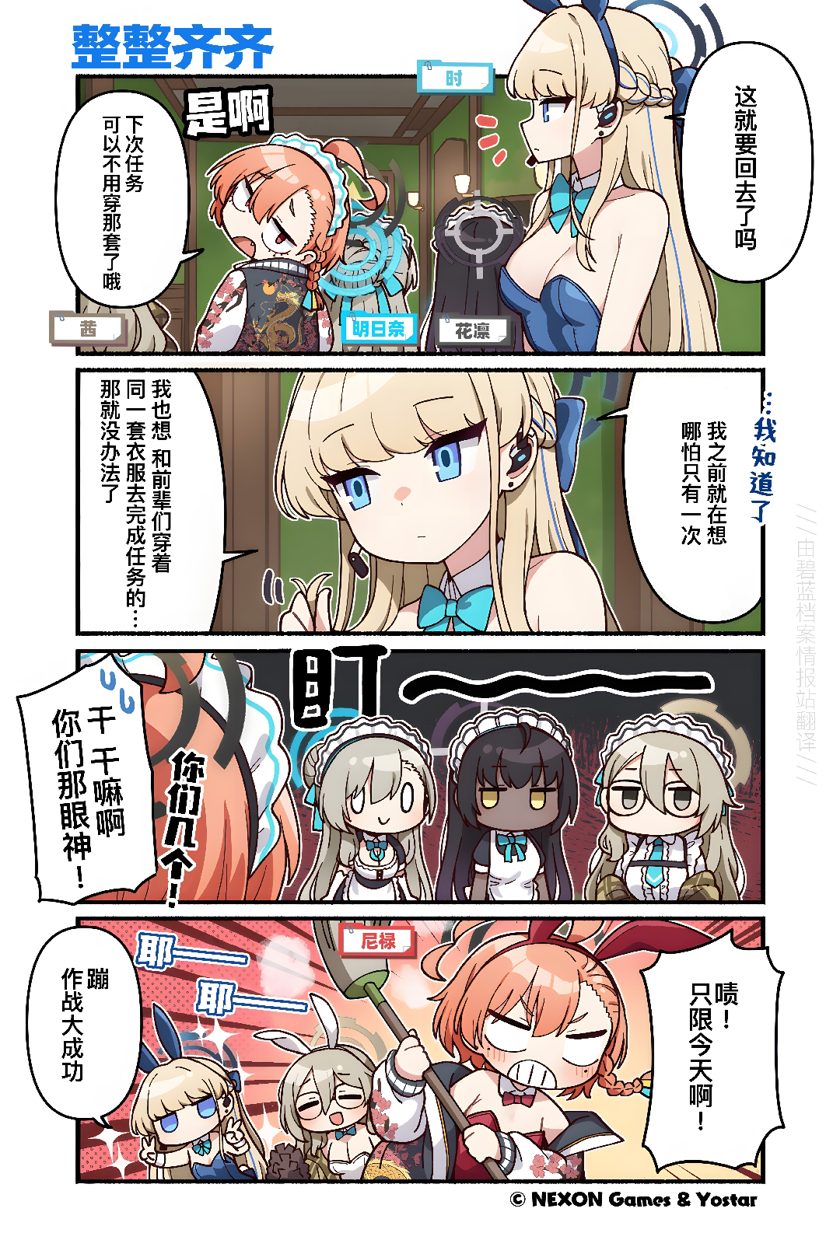 整整齐齐
时
这就要回去了吗
是啊
下次任务
可以不用穿那套了哦
茜
明日奈
花凛
…我知道了
我之前就在想
哪怕只有一次
我也想 和前辈们穿着
同一套衣服去完成任务的…
那就没办法了
///由碧蓝档案情报站翻译///
盯
干 干嘛啊
你们那眼神！
你们几个！
尼禄
啧！
只限今天啊！
耶——
耶——
蹦
作战大成功
© NEXON Games & Yostar